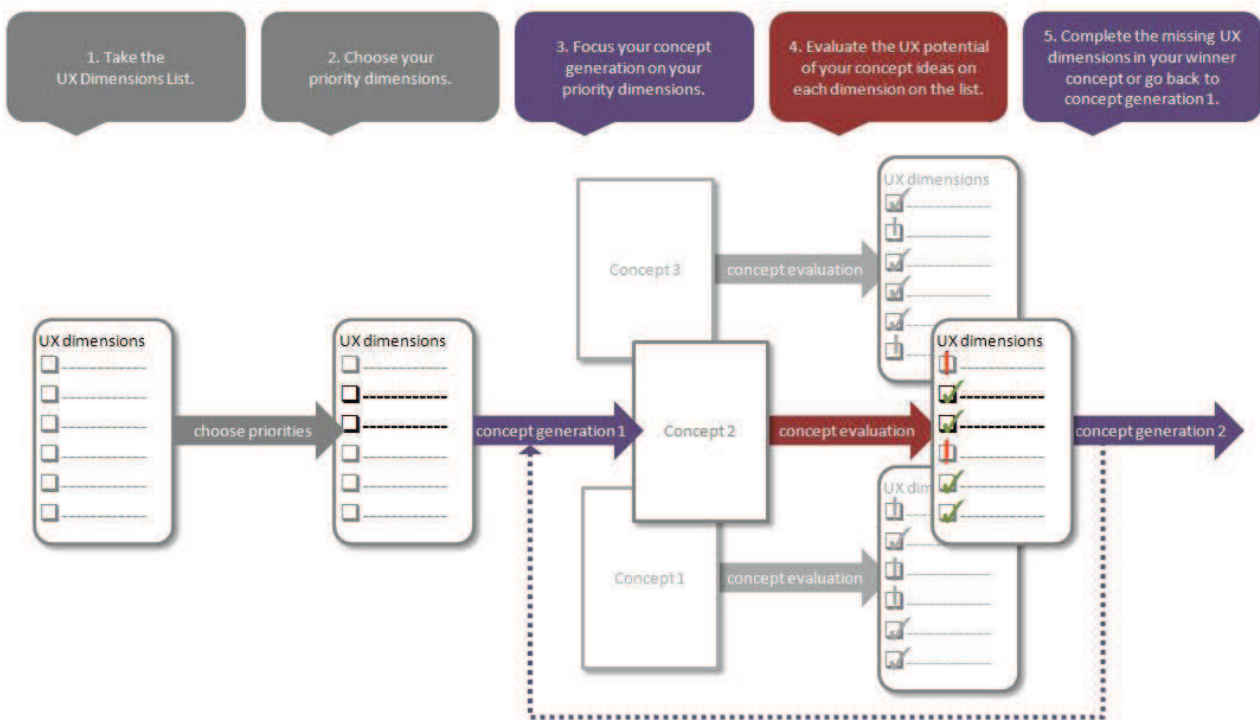 1. Take the
UX Dimensions List.
2. Choose your
priority dimensions.
3. Focus your concept
generation on your
priority dimensions.
4. Evaluate the UX potential
of your concept ideas on
each dimension on the list.
5. Complete the missing UX
dimensions in your winner
concept or go back to
concept generation 1.
UX dimensions
choose priorities
UX dimensions
concept generation 1
Concept 3
concept evaluation
UX dimensions
Concept 2
concept evaluation
UX dimensions
concept generation 2
Concept 1
concept evaluation
UX